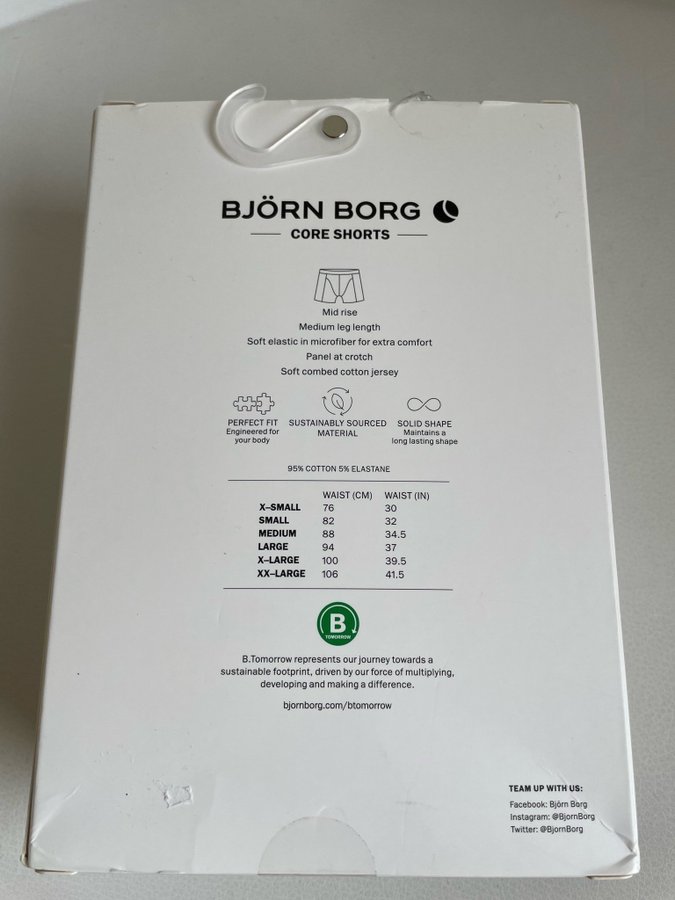 BJÖRN BORG
CORE SHORTS
Mid rise
Medium leg length
Soft elastic in microfiber for extra comfort
Panel at crotch
Soft combed cotton jersey
PERFECT FIT
Engineered for
your body
SUSTAINABLY SOURCED
MATERIAL
SOLID SHAPE
Maintains a
long lasting shape
95% COTTON 5% ELASTANE
WAIST (CM) WAIST (IN)
X–SMALL 76 30
SMALL 82 32
MEDIUM 88 34.5
LARGE 94 37
X–LARGE 100 39.5
XX–LARGE 106 41.5
B
TOMORROW
B.Tomorrow represents our journey towards a
sustainable footprint, driven by our force of multiplying,
developing and making a difference.
bjornborg.com/btomorrow
TEAM UP WITH US:
Facebook: Björn Borg
Instagram: @BjornBorg
Twitter: @BjornBorg